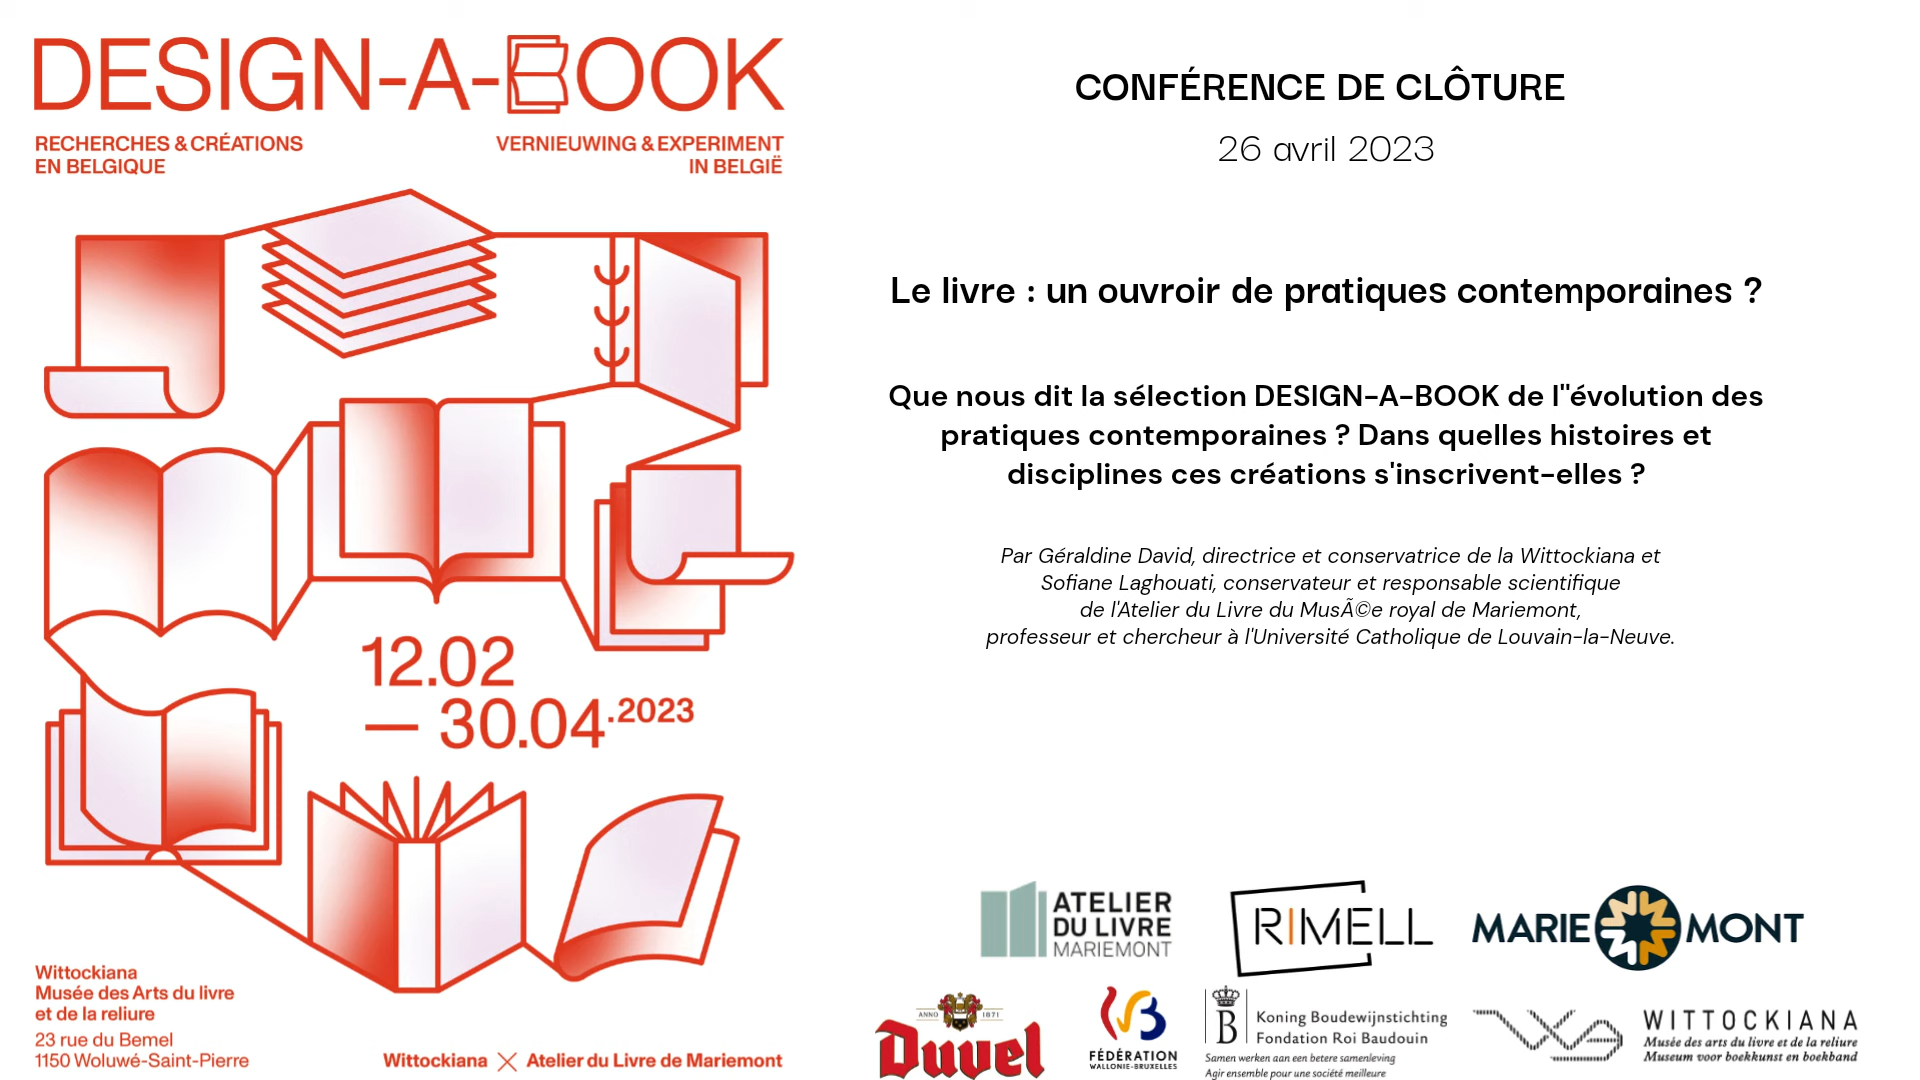 DESIGN-A-BOOK
RECHERCHES & CRÉATIONS
EN BELGIQUE
VERNIEUWING & EXPERIMENT
IN BELGIË
12.02
— 30.04.2023
Wittockiana
Musée des Arts du livre
et de la reliure
23 rue du Bemel
1150 Woluwé-Saint-Pierre
Wittockiana X Atelier du Livre de Mariemont
CONFÉRENCE DE CLÔTURE
26 avril 2023
Le livre : un ouvroir de pratiques contemporaines ?
Que nous dit la sélection DESIGN-A-BOOK de l''évolution des
pratiques contemporaines ? Dans quelles histoires et
disciplines ces créations s'inscrivent-elles ?
Par Géraldine David, directrice et conservatrice de la Wittockiana et
Sofiane Laghouati, conservateur et responsable scientifique
de l'Atelier du Livre du MusÃ©e royal de Mariemont,
professeur et chercheur à l'Université Catholique de Louvain-la-Neuve.
ATELIER
DU LIVRE
MARIEMONT
RIMELL
MARIEMONT
ANNO 1871
Duvel
FÉDÉRATION
WALLONIE-BRUXELLES
B
Koning Boudewijnstichting
Fondation Roi Baudouin
Samen werken aan een betere samenleving
Agir ensemble pour une société meilleure
WITTOCKIANA
Musée des arts du livre et de la reliure
Museum voor boekkunst en boekband